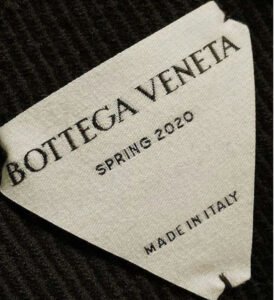 BOTTEGA VENETA
SPRING 2020
MADE IN ITALY